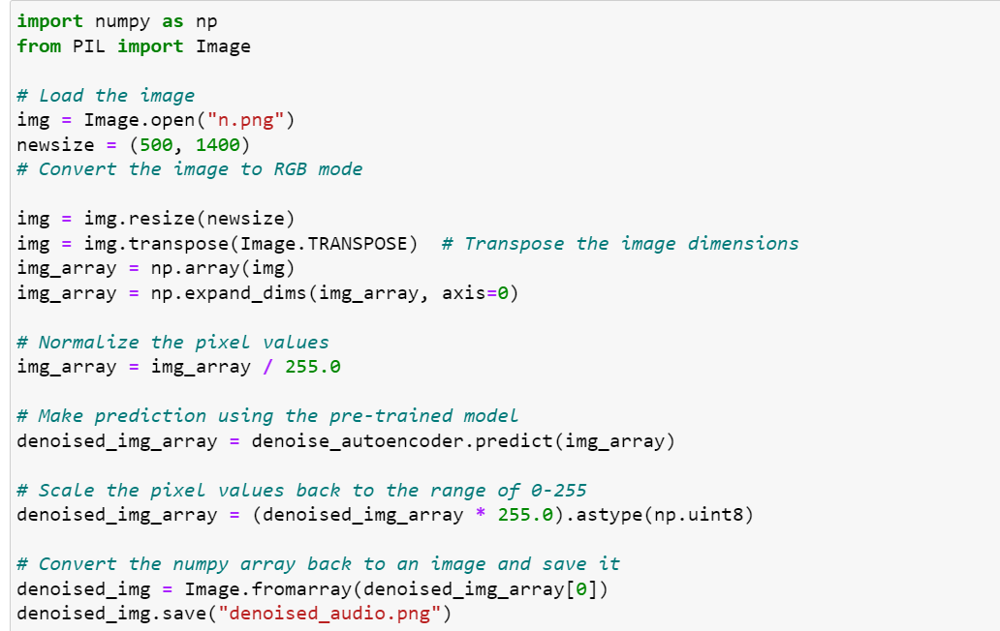 import numpy as np
from PIL import Image
# Load the image
img = Image.open("n.png")
newsize = (500, 1400)
# Convert the image to RGB mode
img = img.resize(newsize)
img = img.transpose(Image.TRANSPOSE)  # Transpose the image dimensions
img_array = np.array(img)
img_array = np.expand_dims(img_array, axis=0)
# Normalize the pixel values
img_array = img_array / 255.0
# Make prediction using the pre-trained model
denoised_img_array = denoise_autoencoder.predict(img_array)
# Scale the pixel values back to the range of 0-255
denoised_img_array = (denoised_img_array * 255.0).astype(np.uint8)
# Convert the numpy array back to an image and save it
denoised_img = Image.fromarray(denoised_img_array[0])
denoised_img.save("denoised_audio.png")